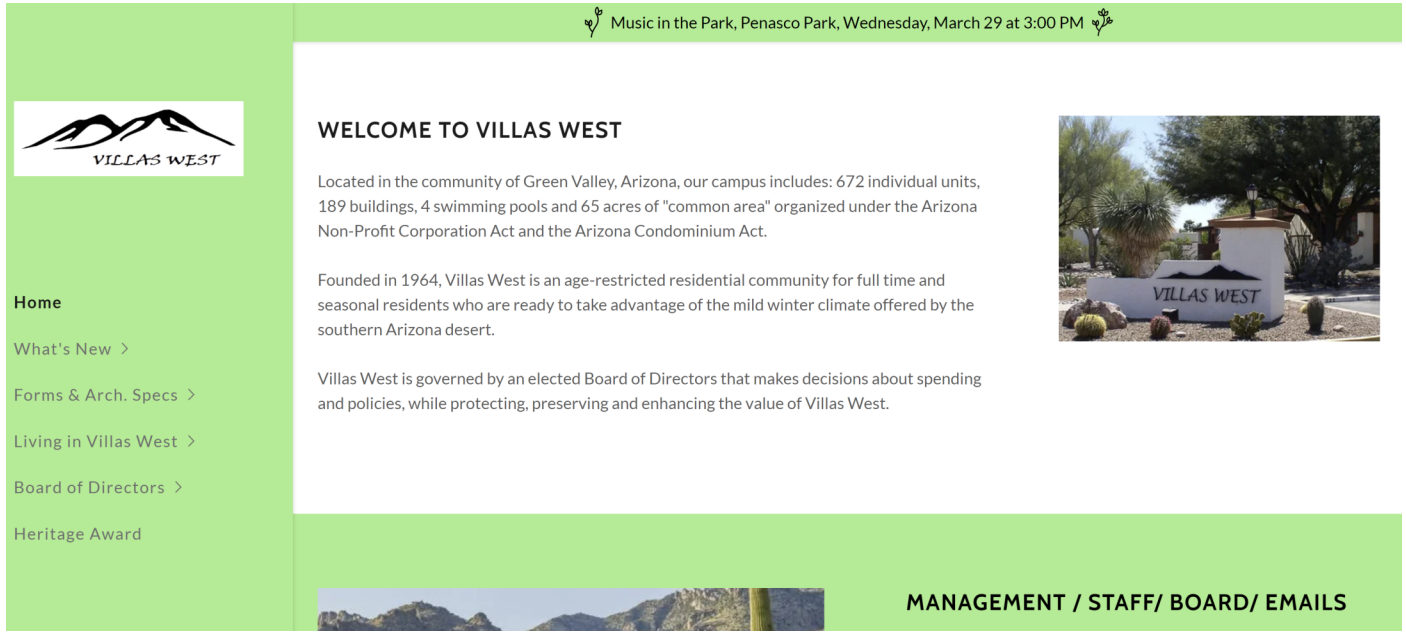 Music in the Park, Penasco Park, Wednesday, March 29 at 3:00 PM
VILLAS WEST
Home
What's New
Forms & Arch. Specs
Living in Villas West
Board of Directors
Heritage Award
WELCOME TO VILLAS WEST
Located in the community of Green Valley, Arizona, our campus includes: 672 individual units,
189 buildings, 4 swimming pools and 65 acres of "common area" organized under the Arizona
Non-Profit Corporation Act and the Arizona Condominium Act.
Founded in 1964, Villas West is an age-restricted residential community for full time and
seasonal residents who are ready to take advantage of the mild winter climate offered by the
southern Arizona desert.
Villas West is governed by an elected Board of Directors that makes decisions about spending
and policies, while protecting, preserving and enhancing the value of Villas West.
VILLAS WEST
MANAGEMENT / STAFF/ BOARD/ EMAILS